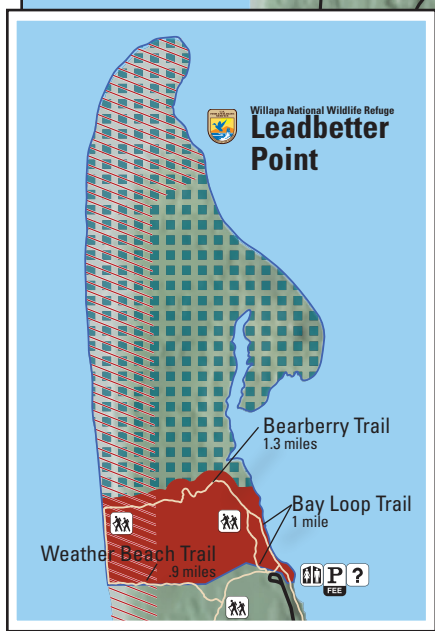 Willapa National Wildlife Refuge
Leadbetter
Point
Bearberry Trail
1.3 miles
Bay Loop Trail
1 mile
Weather Beach Trail
.9 miles
P ?
FEE